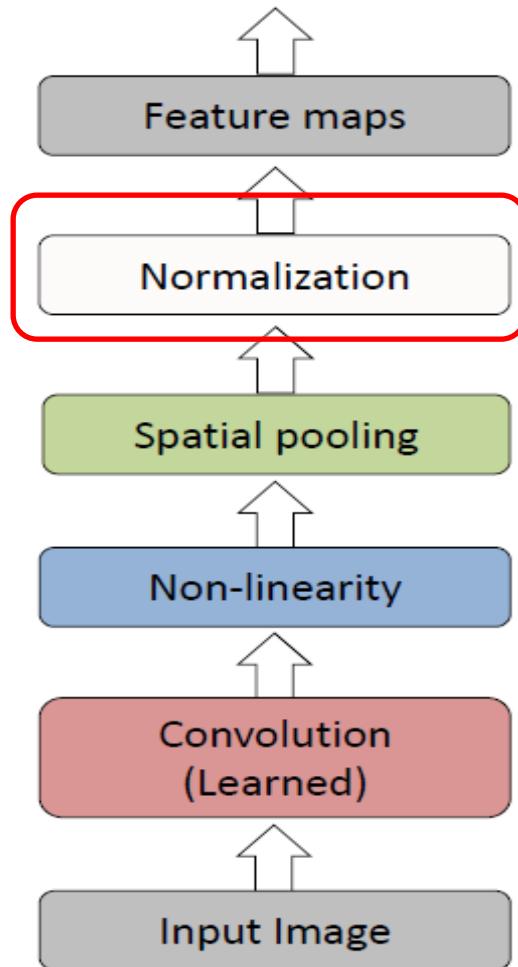 Feature maps
Normalization
Spatial pooling
Non-linearity
Convolution
(Learned)
Input Image